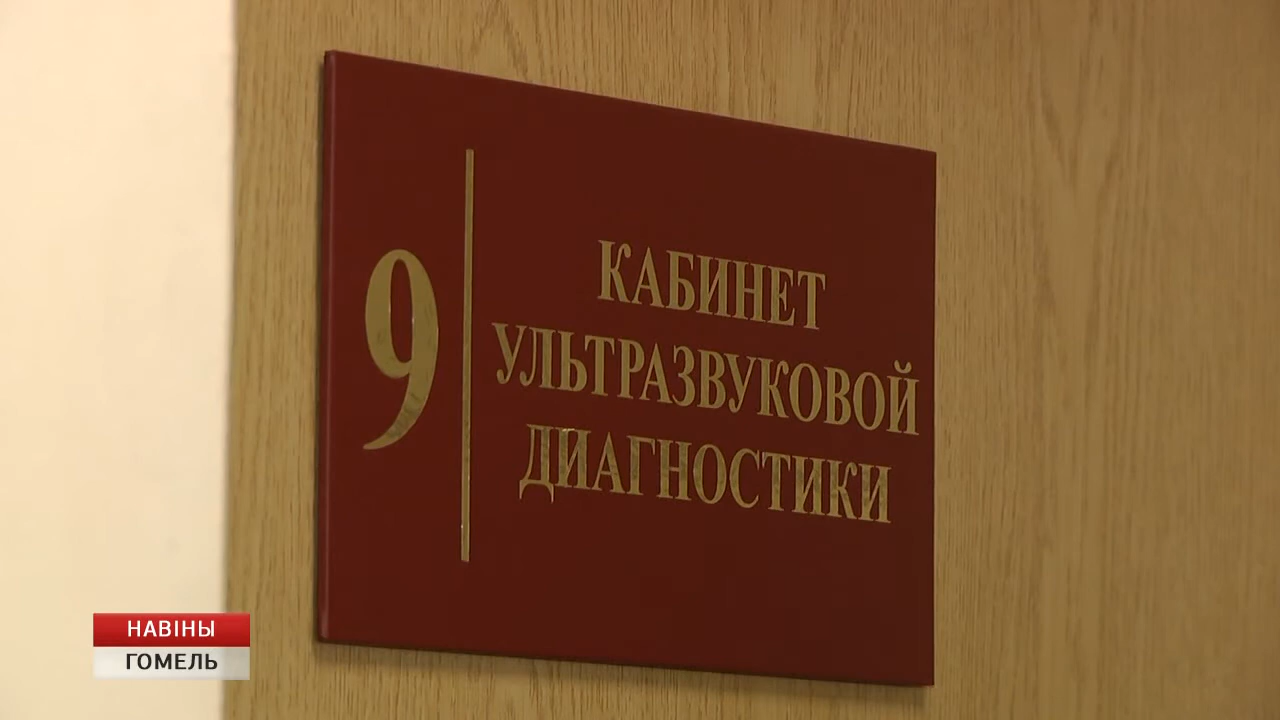 9
КАБИНЕТ
УЛЬТРАЗВУКОВОЙ
ДИАГНОСТИКИ
НАВІНЫ
ГОМЕЛЬ